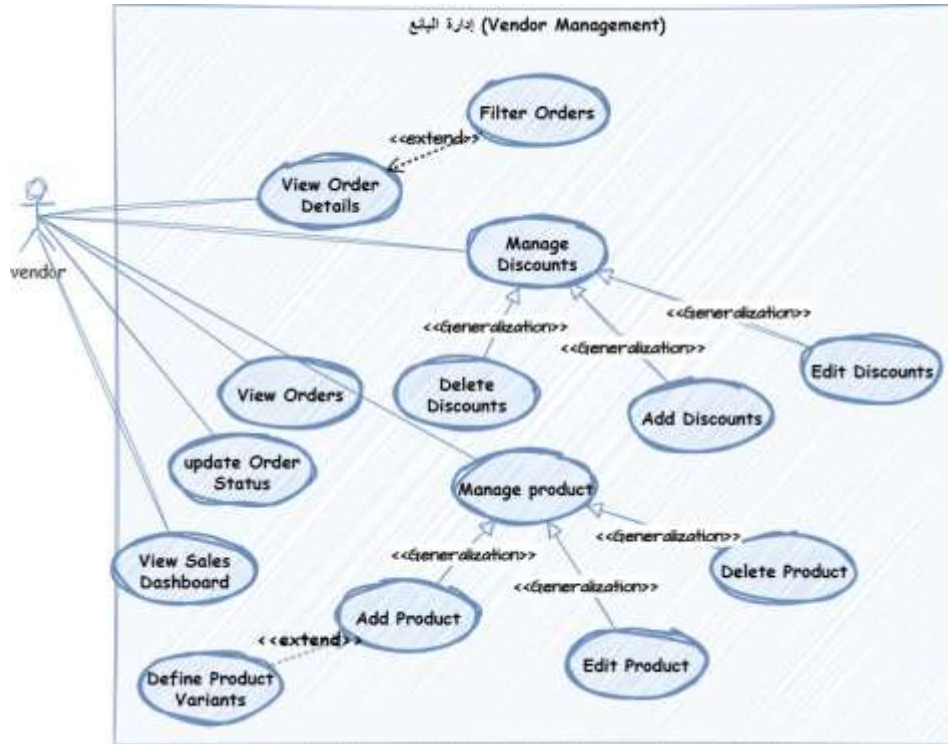 إدارة البائع (Vendor Management)
Filter Orders
<<extend>>
View Order
Details
vendor
Manage
Discounts
<<Generalization>>
<<Generalization>>
<<Generalization>>
Edit Discounts
Delete
Discounts
View Orders
Add Discounts
update Order
Status
Manage product
<<Generalization>>
<<Generalization>>
<<Generalization>>
View Sales
Dashboard
Delete Product
Add Product
<<extend>>
Edit Product
Define Product
Variants